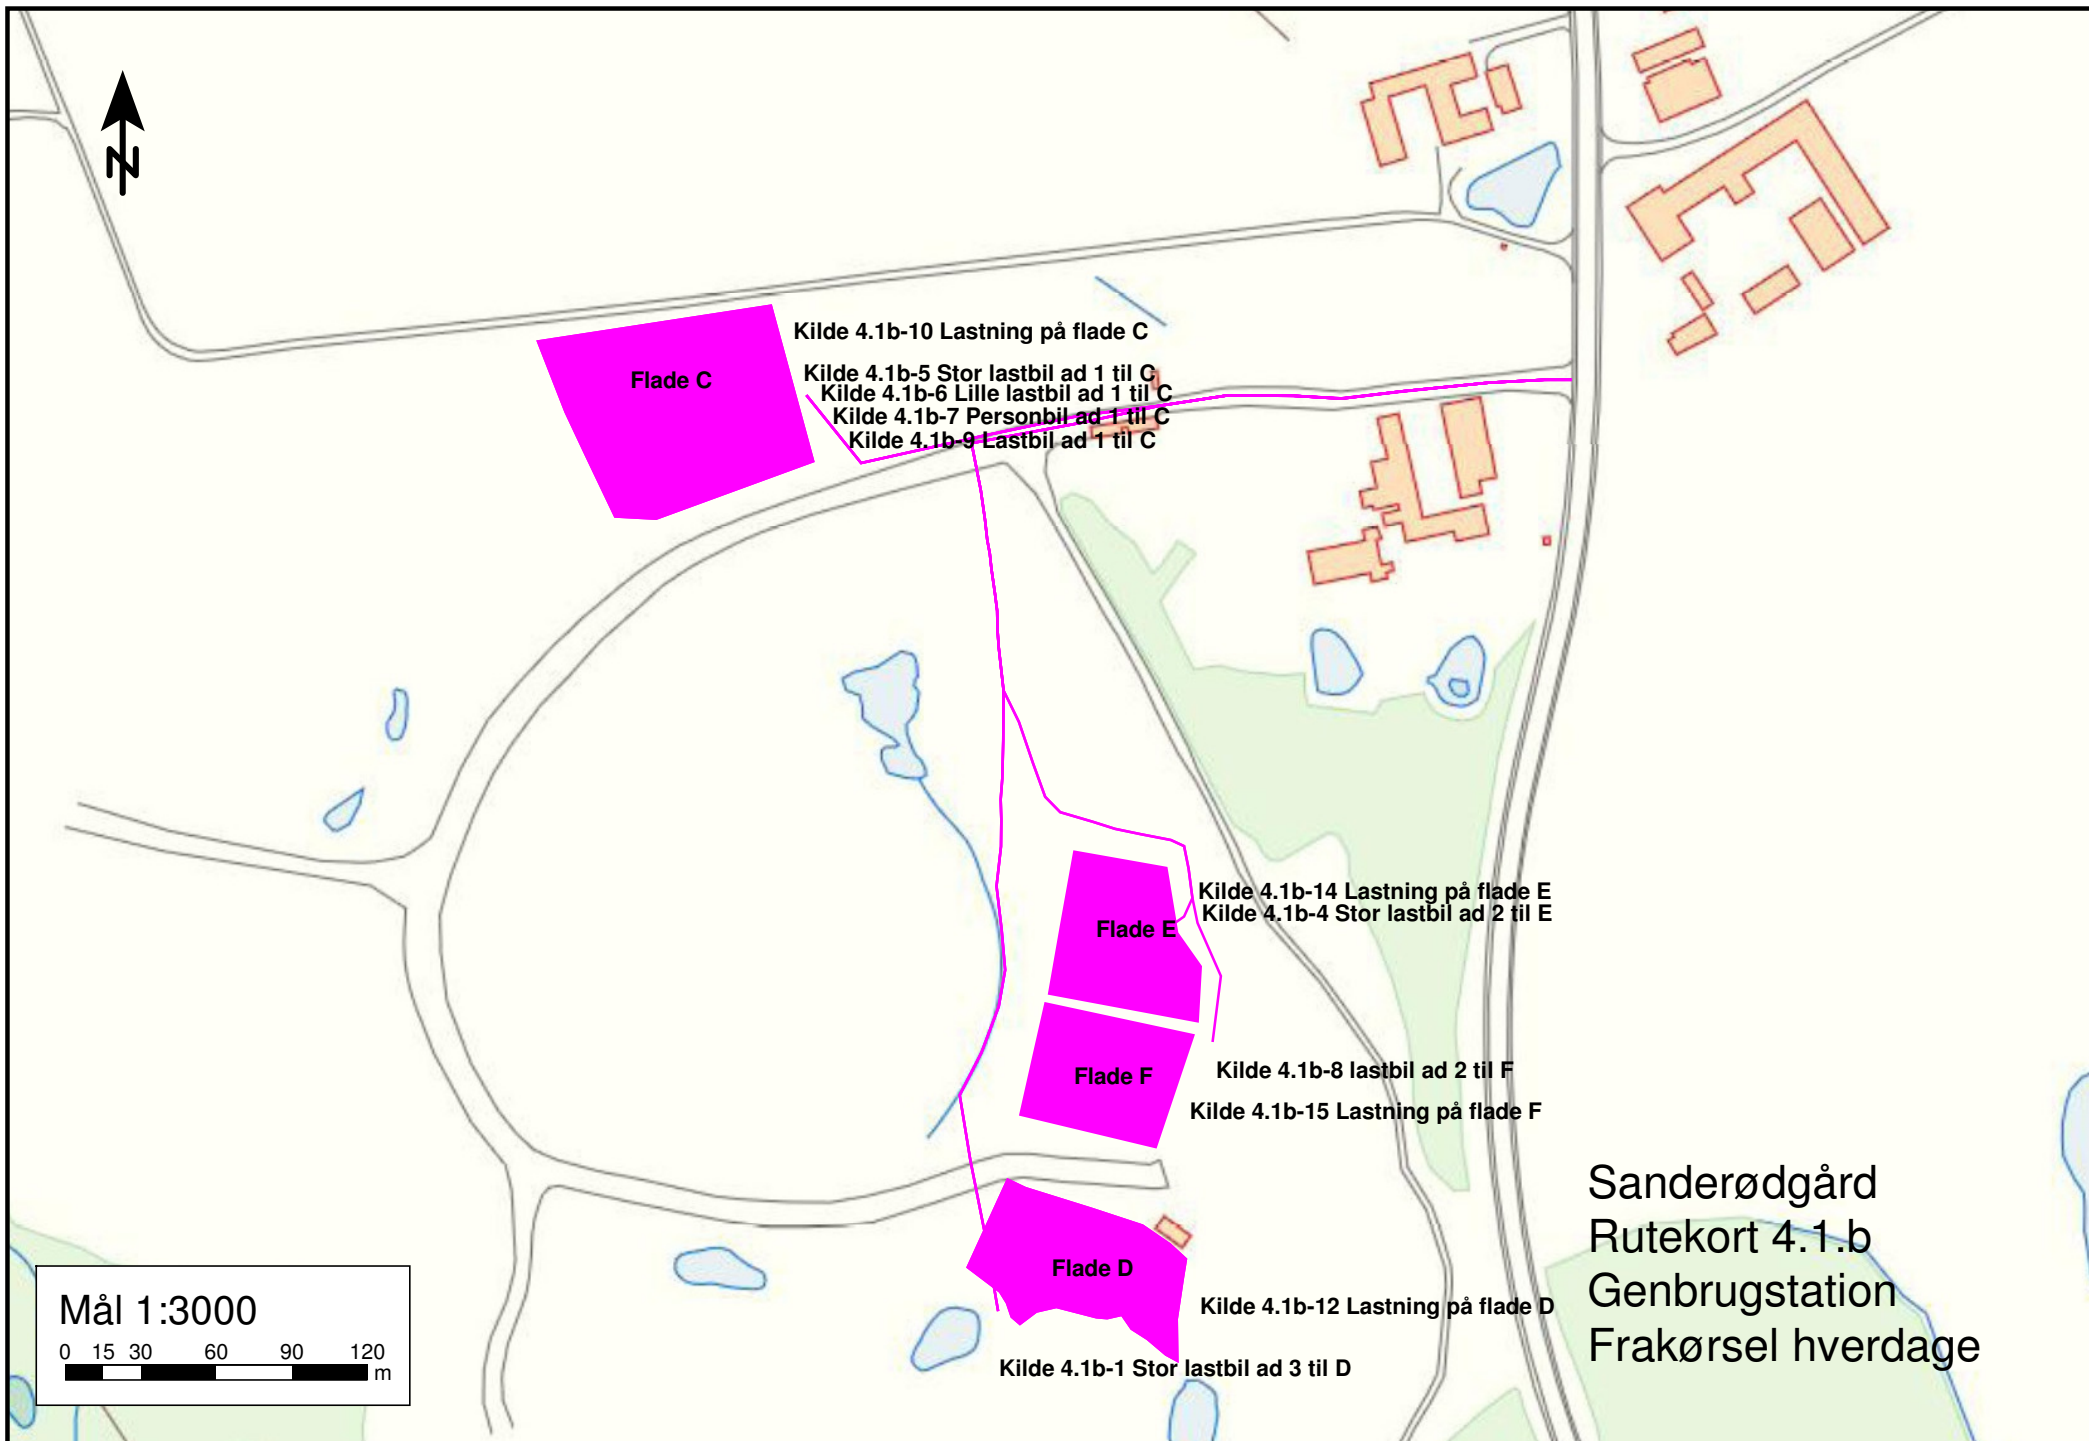 N
Kilde 4.1b-10 Lastning på flade C
Flade C
Kilde 4.1b-5 Stor lastbil ad 1 til C
Kilde 4.1b-6 Lille lastbil ad 1 til C
Kilde 4.1b-7 Personbil ad 1 til C
Kilde 4.1b-9 Lastbil ad 1 til C
Kilde 4.1b-14 Lastning på flade E
Kilde 4.1b-4 Stor lastbil ad 2 til E
Flade E
Kilde 4.1b-8 lastbil ad 2 til F
Flade F
Kilde 4.1b-15 Lastning på flade F
Flade D
Kilde 4.1b-12 Lastning på flade D
Kilde 4.1b-1 Stor lastbil ad 3 til D
Sanderødgård
Rutekort 4.1.b
Genbrugstation
Frakørsel hverdage
Mål 1:3000
0 15 30 60 90 120
m